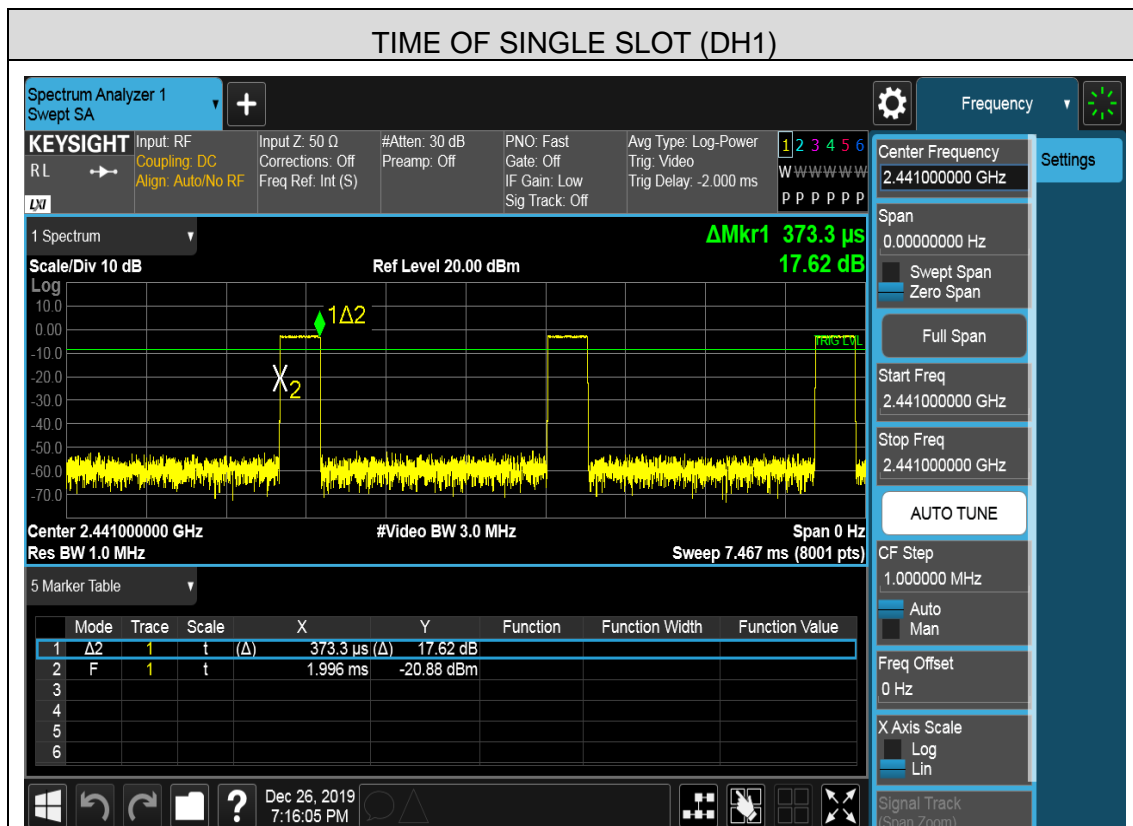 TIME OF SINGLE SLOT (DH1)
Spectrum Analyzer 1
Swept SA
+
Frequency
KEYSIGHT
RL
LXI
Input: RF
Coupling: DC
Align: Auto/No RF
Input Z: 50 Ω
Corrections: Off
Freq Ref: Int (S)
#Atten: 30 dB
Preamp: Off
PNO: Fast
Gate: Off
IF Gain: Low
Sig Track: Off
Avg Type: Log-Power
Trig: Video
Trig Delay: -2.000 ms
1 2 3 4 5 6
W W W W W W
P P P P P P
1 Spectrum
ΔMkr1 373.3 µs
17.62 dB
Scale/Div 10 dB
Ref Level 20.00 dBm
Log
10.0
0.00
-10.0
-20.0
-30.0
-40.0
-50.0
-60.0
-70.0
1Δ2
X2
TRIG LVL
Center 2.441000000 GHz
#Video BW 3.0 MHz
Span 0 Hz
Res BW 1.0 MHz
Sweep 7.467 ms (8001 pts)
5 Marker Table
Mode Trace Scale X Y Function Function Width Function Value
1 Δ2 1 t (Δ) 373.3 µs (Δ) 17.62 dB
2 F 1 t 1.996 ms -20.88 dBm
3
4
5
6
?
Dec 26, 2019
7:16:05 PM
Center Frequency
2.441000000 GHz
Settings
Span
0.00000000 Hz
Swept Span
Zero Span
Full Span
Start Freq
2.441000000 GHz
Stop Freq
2.441000000 GHz
AUTO TUNE
CF Step
1.000000 MHz
Auto
Man
Freq Offset
0 Hz
X Axis Scale
Log
Lin
Signal Track
(Span Zoom)